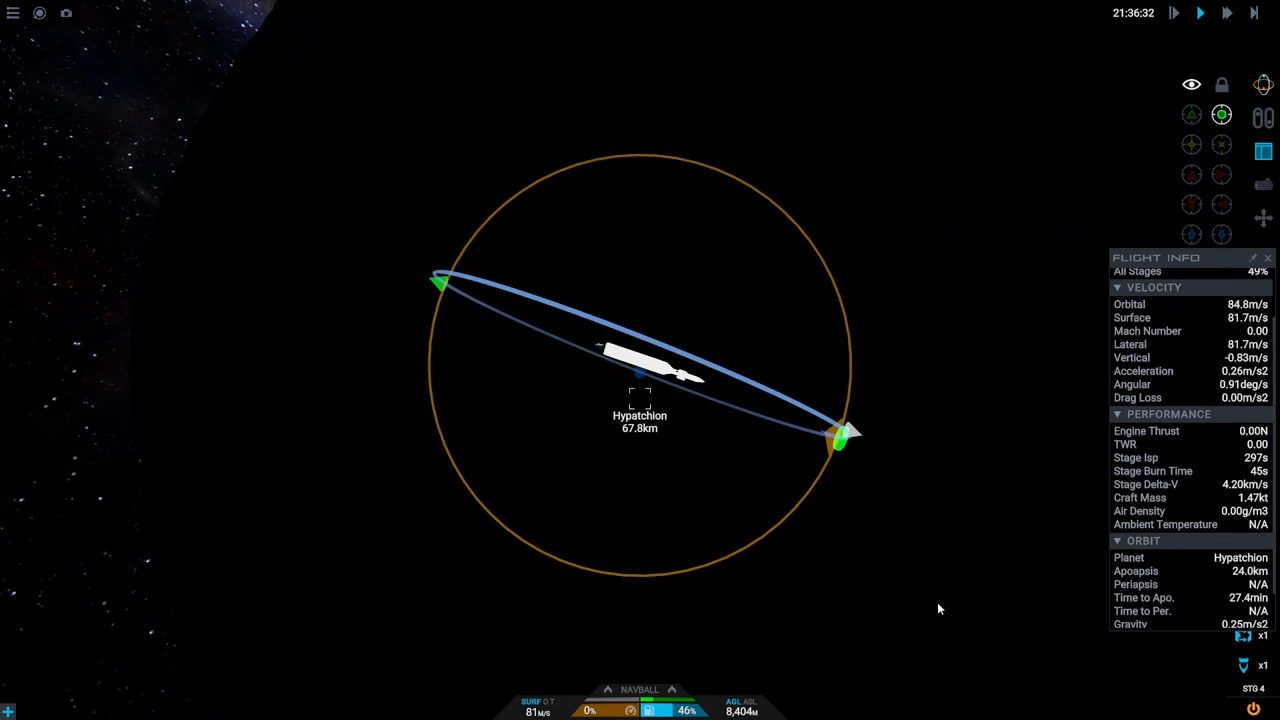 21:36:32
FLIGHT INFO
All Stages 49%
VELOCITY
Orbital 84.8m/s
Surface 81.7m/s
Mach Number 0.00
Lateral 81.7m/s
Vertical -0.83m/s
Acceleration 0.26m/s2
Angular 0.91deg/s
Drag Loss 0.00m/s2
PERFORMANCE
Engine Thrust 0.00N
TWR 0.00
Stage Isp 297s
Stage Burn Time 45s
Stage Delta-V 4.20km/s
Craft Mass 1.47kt
Air Density 0.00g/m3
Ambient Temperature N/A
ORBIT
Planet Hypatchion
Apoapsis 24.0km
Periapsis N/A
Time to Apo. 27.4min
Time to Per. N/A
Gravity 0.25m/s2
x1
x1
STG 4
Hypatchion
67.8km
NAVBALL
SURF O T
81M/S
0%
46%
AGL ASL
8,404M